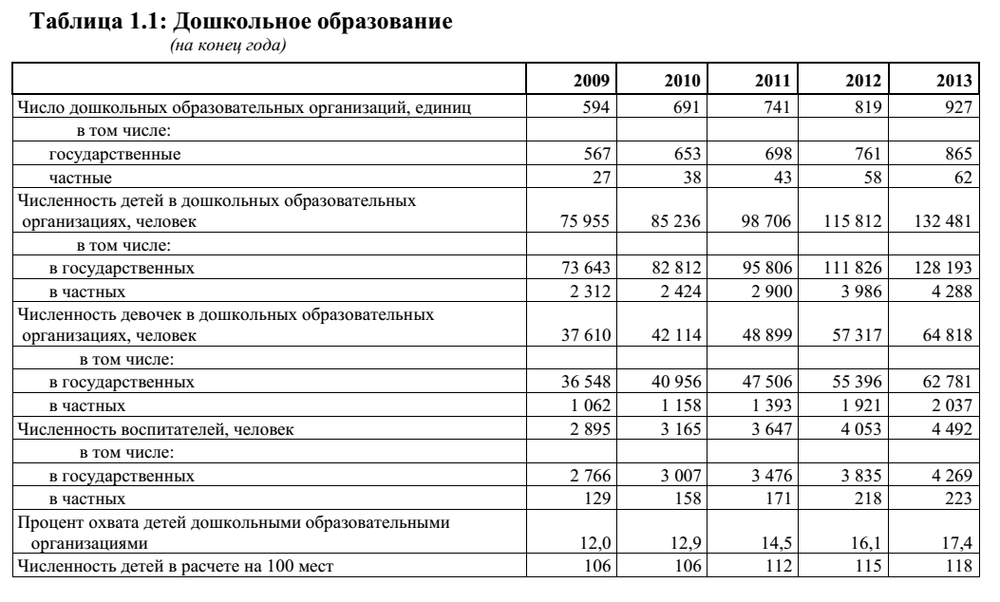 Таблица 1.1: Дошкольное образование
(на конец года)
2009 2010 2011 2012 2013
Число дошкольных образовательных организаций, единиц 594 691 741 819 927
в том числе:
государственные 567 653 698 761 865
частные 27 38 43 58 62
Численность детей в дошкольных образовательных
организациях, человек 75 955 85 236 98 706 115 812 132 481
в том числе:
в государственных 73 643 82 812 95 806 111 826 128 193
в частных 2 312 2 424 2 900 3 986 4 288
Численность девочек в дошкольных образовательных
организациях, человек 37 610 42 114 48 899 57 317 64 818
в том числе:
в государственных 36 548 40 956 47 506 55 396 62 781
в частных 1 062 1 158 1 393 1 921 2 037
Численность воспитателей, человек 2 895 3 165 3 647 4 053 4 492
в том числе:
в государственных 2 766 3 007 3 476 3 835 4 269
в частных 129 158 171 218 223
Процент охвата детей дошкольными образовательными
организациями 12,0 12,9 14,5 16,1 17,4
Численность детей в расчете на 100 мест 106 106 112 115 118